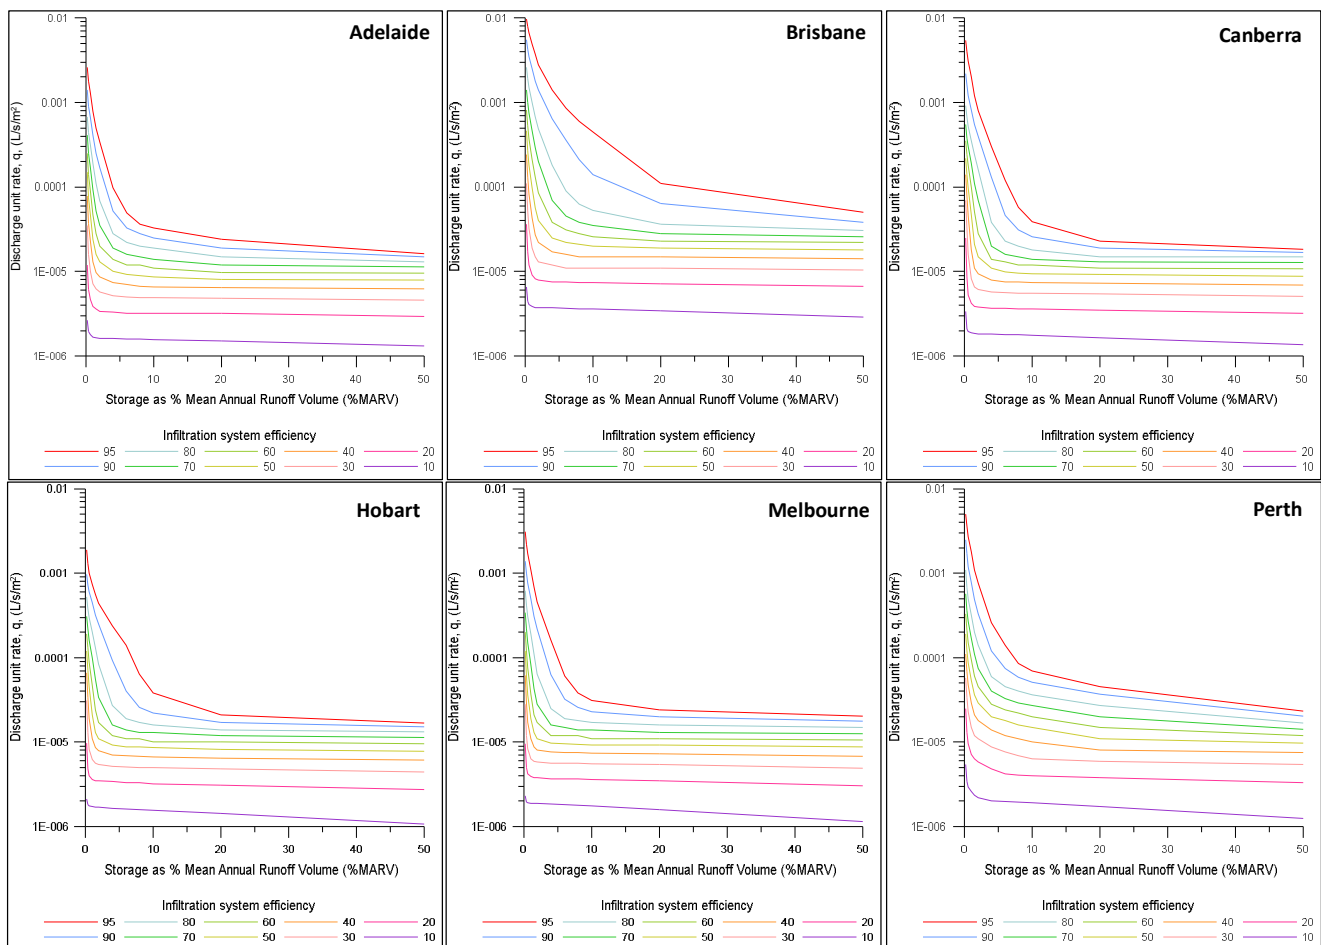 Adelaide
0.01
0.001
0.0001
1E-005
1E-006
Discharge unit rate, q, (L/s/m²)
0 10 20 30 40 50
Storage as % Mean Annual Runoff Volume (%MARV)
Infiltration system efficiency
95 80 60 40 20
90 70 50 30 10
Brisbane
0.01
0.001
0.0001
1E-005
1E-006
Discharge unit rate, q, (L/s/m²)
0 10 20 30 40 50
Storage as % Mean Annual Runoff Volume (%MARV)
Infiltration system efficiency
95 80 60 40 20
90 70 50 30 10
Canberra
0.01
0.001
0.0001
1E-005
1E-006
Discharge unit rate, q, (L/s/m²)
0 10 20 30 40 50
Storage as % Mean Annual Runoff Volume (%MARV)
Infiltration system efficiency
95 80 60 40 20
90 70 50 30 10
Hobart
0.01
0.001
0.0001
1E-005
1E-006
Discharge unit rate, q, (L/s/m²)
0 10 20 30 40 50
Storage as % Mean Annual Runoff Volume (%MARV)
Infiltration system efficiency
95 80 60 40 20
90 70 50 30 10
Melbourne
0.01
0.001
0.0001
1E-005
1E-006
Discharge unit rate, q, (L/s/m²)
0 10 20 30 40 50
Storage as % Mean Annual Runoff Volume (%MARV)
Infiltration system efficiency
95 80 60 40 20
90 70 50 30 10
Perth
0.01
0.001
0.0001
1E-005
1E-006
Discharge unit rate, q, (L/s/m²)
0 10 20 30 40 50
Storage as % Mean Annual Runoff Volume (%MARV)
Infiltration system efficiency
95 80 60 40 20
90 70 50 30 10